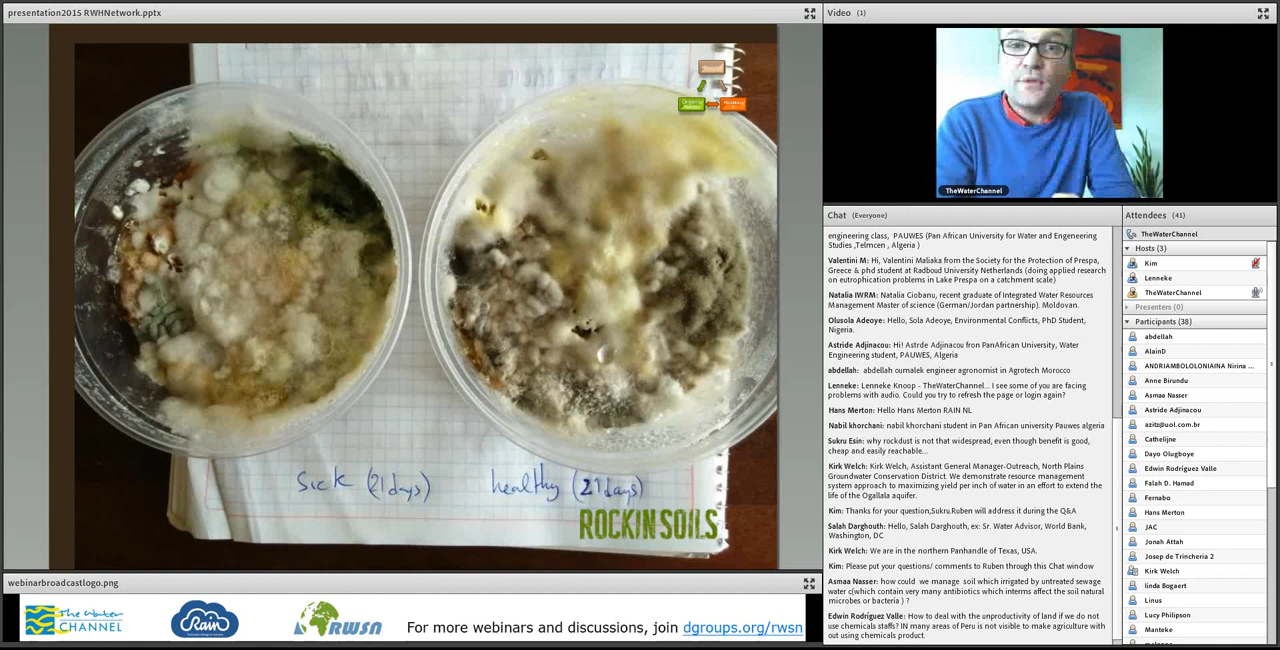 presentation2015 RWHNetwork.pptx
Organic
Sick (21days)
healthy (21days)
ROCKIN SOILS
webinarbroadcastlogo.png
The Water
CHANNEL
Rain
RWSN
For more webinars and discussions, join dgroups.org/rwsn
Video (1)
TheWaterChannel
Chat (Everyone)
engineering class, PAUWES (Pan African University for Water and Engeneering
Studies ,Telmcen , Algeria )
Valentini M: Hi, Valentini Maliaka from the Society for the Protection of Prespa,
Greece & phd student at Radboud University Netherlands (doing applied research
on eutrophication problems in Lake Prespa on a catchment scale)
Natalia IWRM: Natalia Ciobanu, recent graduate of Integrated Water Resources
Management Master of science (German/Jordan partnership). Moldovan.
Olusola Adeoye: Hello, Sola Adeoye, Environmental Conflicts, PhD Student,
Nigeria.
Astride Adjinacou: Hi! Astrde Adjinacou fron PanAfrican University, Water
Engineering student, PAUWES, Algeria
abdellah: abdellah oumalek engineer agronomist in Agrotech Morocco
Lenneke: Lenneke Knoop - TheWaterChannel... I see some of you are facing
problems with audio. Could you try to refresh the page or login again?
Hans Merton: Hello Hans Merton RAIN NL
Nabil khorchani: nabil khorchani student in Pan African university Pauwes algeria
Sukru Esin: why rockdust is not that widespread, even though benefit is good,
cheap and easily reachable...
Kirk Welch: Kirk Welch, Assistant General Manager-Outreach, North Plains
Groundwater Conservation District. We demonstrate resource management
system approach to maximizing yield per inch of water in an effort to extend the
life of the Ogallala aquifer.
Kim: Thanks for your question,Sukru.Ruben will address it during the Q&A
Salah Darghouth: Hello, Salah Darghouth, ex: Sr. Water Advisor, World Bank,
Washington, DC
Kirk Welch: We are in the northern Panhandle of Texas, USA.
Kim: Please put your questions/ comments to Ruben through this Chat window
Asmaa Nasser: how could we manage soil which irrigated by untreated sewage
water c(which contain very many antibiotics which interms affect the soil natural
microbes or bacteria ) ?
Edwin Rodríguez Valle: How to deal with the unproductivity of land if we do not
use chemicals staffs? IN many areas of Peru is not visible to make agriculture with
out using chemicals product.
Attendees (41)
TheWaterChannel
Hosts (3)
Kim
Lenneke
TheWaterChannel
Presenters (0)
Participants (38)
abdellah
AlainD
ANDRIAMBOLOLONIAINA Nirina ...
Anne Birundu
Asmaa Nasser
Astride Adjinacou
azitz@uol.com.br
Cathelijne
Dayo Olugboye
Edwin Rodríguez Valle
Falah D. Hamad
Fernabo
Hans Merton
JAC
Jonah Attah
Josep de Trincheria 2
Kirk Welch
linda Bogaert
Linus
Lucy Philipson
Manteke